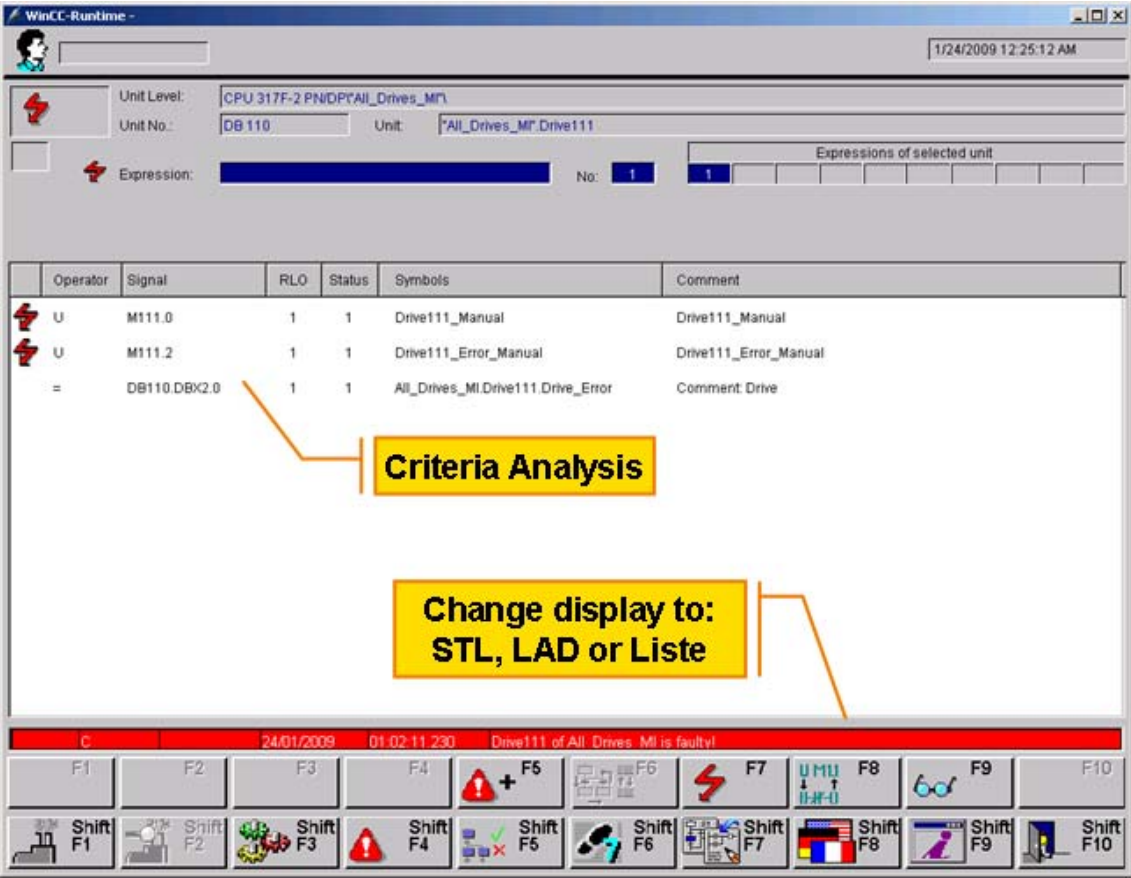 WinCC-Runtime -
1/24/2009 12:25:12 AM
Unit Level: CPU 317F-2 PN/DP\"All_Drives_MI"\
Unit No.: DB 110 Unit: "All_Drives_MI".Drive111
Expressions of selected unit
Expression: No: 1 1
Operator Signal RLO Status Symbols Comment
U M111.0 1 1 Drive111_Manual Drive111_Manual
U M111.2 1 1 Drive111_Error_Manual Drive111_Error_Manual
= DB110.DBX2.0 1 1 All_Drives_MI.Drive111.Drive_Error Comment: Drive
Criteria Analysis
Change display to:
STL, LAD or Liste
C 24/01/2009 01:02:11.230 Drive111 of All_Drives_MI is faulty!
F1 F2 F3 F4 + F5 F6 F7 U M U F8 F9 F10
Shift Shift Shift Shift Shift Shift Shift Shift Shift Shift
F1 F2 F3 F4 F5 F6 F7 F8 F9 F10